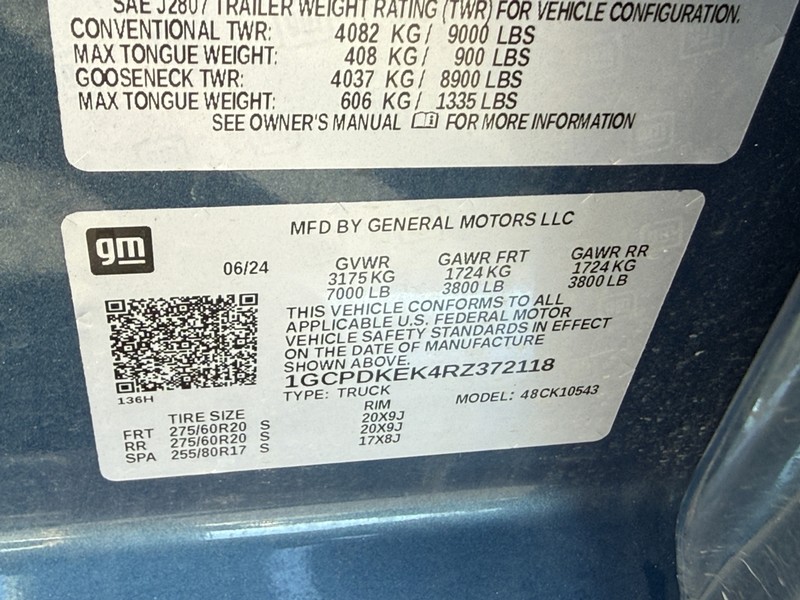 SAE J2807 TRAILER WEIGHT RATING (TWR) FOR VEHICLE CONFIGURATION.
CONVENTIONAL TWR: 4082 KG / 9000 LBS
MAX TONGUE WEIGHT: 408 KG / 900 LBS
GOOSENECK TWR: 4037 KG / 8900 LBS
MAX TONGUE WEIGHT: 606 KG / 1335 LBS
SEE OWNER'S MANUAL FOR MORE INFORMATION
gm
MFD BY GENERAL MOTORS LLC
06/24
GVWR GAWR FRT GAWR RR
3175 KG 1724 KG 1724 KG
7000 LB 3800 LB 3800 LB
THIS VEHICLE CONFORMS TO ALL
APPLICABLE U.S. FEDERAL MOTOR
VEHICLE SAFETY STANDARDS IN EFFECT
ON THE DATE OF MANUFACTURE
SHOWN ABOVE.
1GCPDKEK4RZ372118
TYPE: TRUCK MODEL: 48CK10543
136H
TIRE SIZE RIM
FRT 275/60R20 S 20X9J
RR 275/60R20 S 20X9J
SPA 255/80R17 S 17X8J